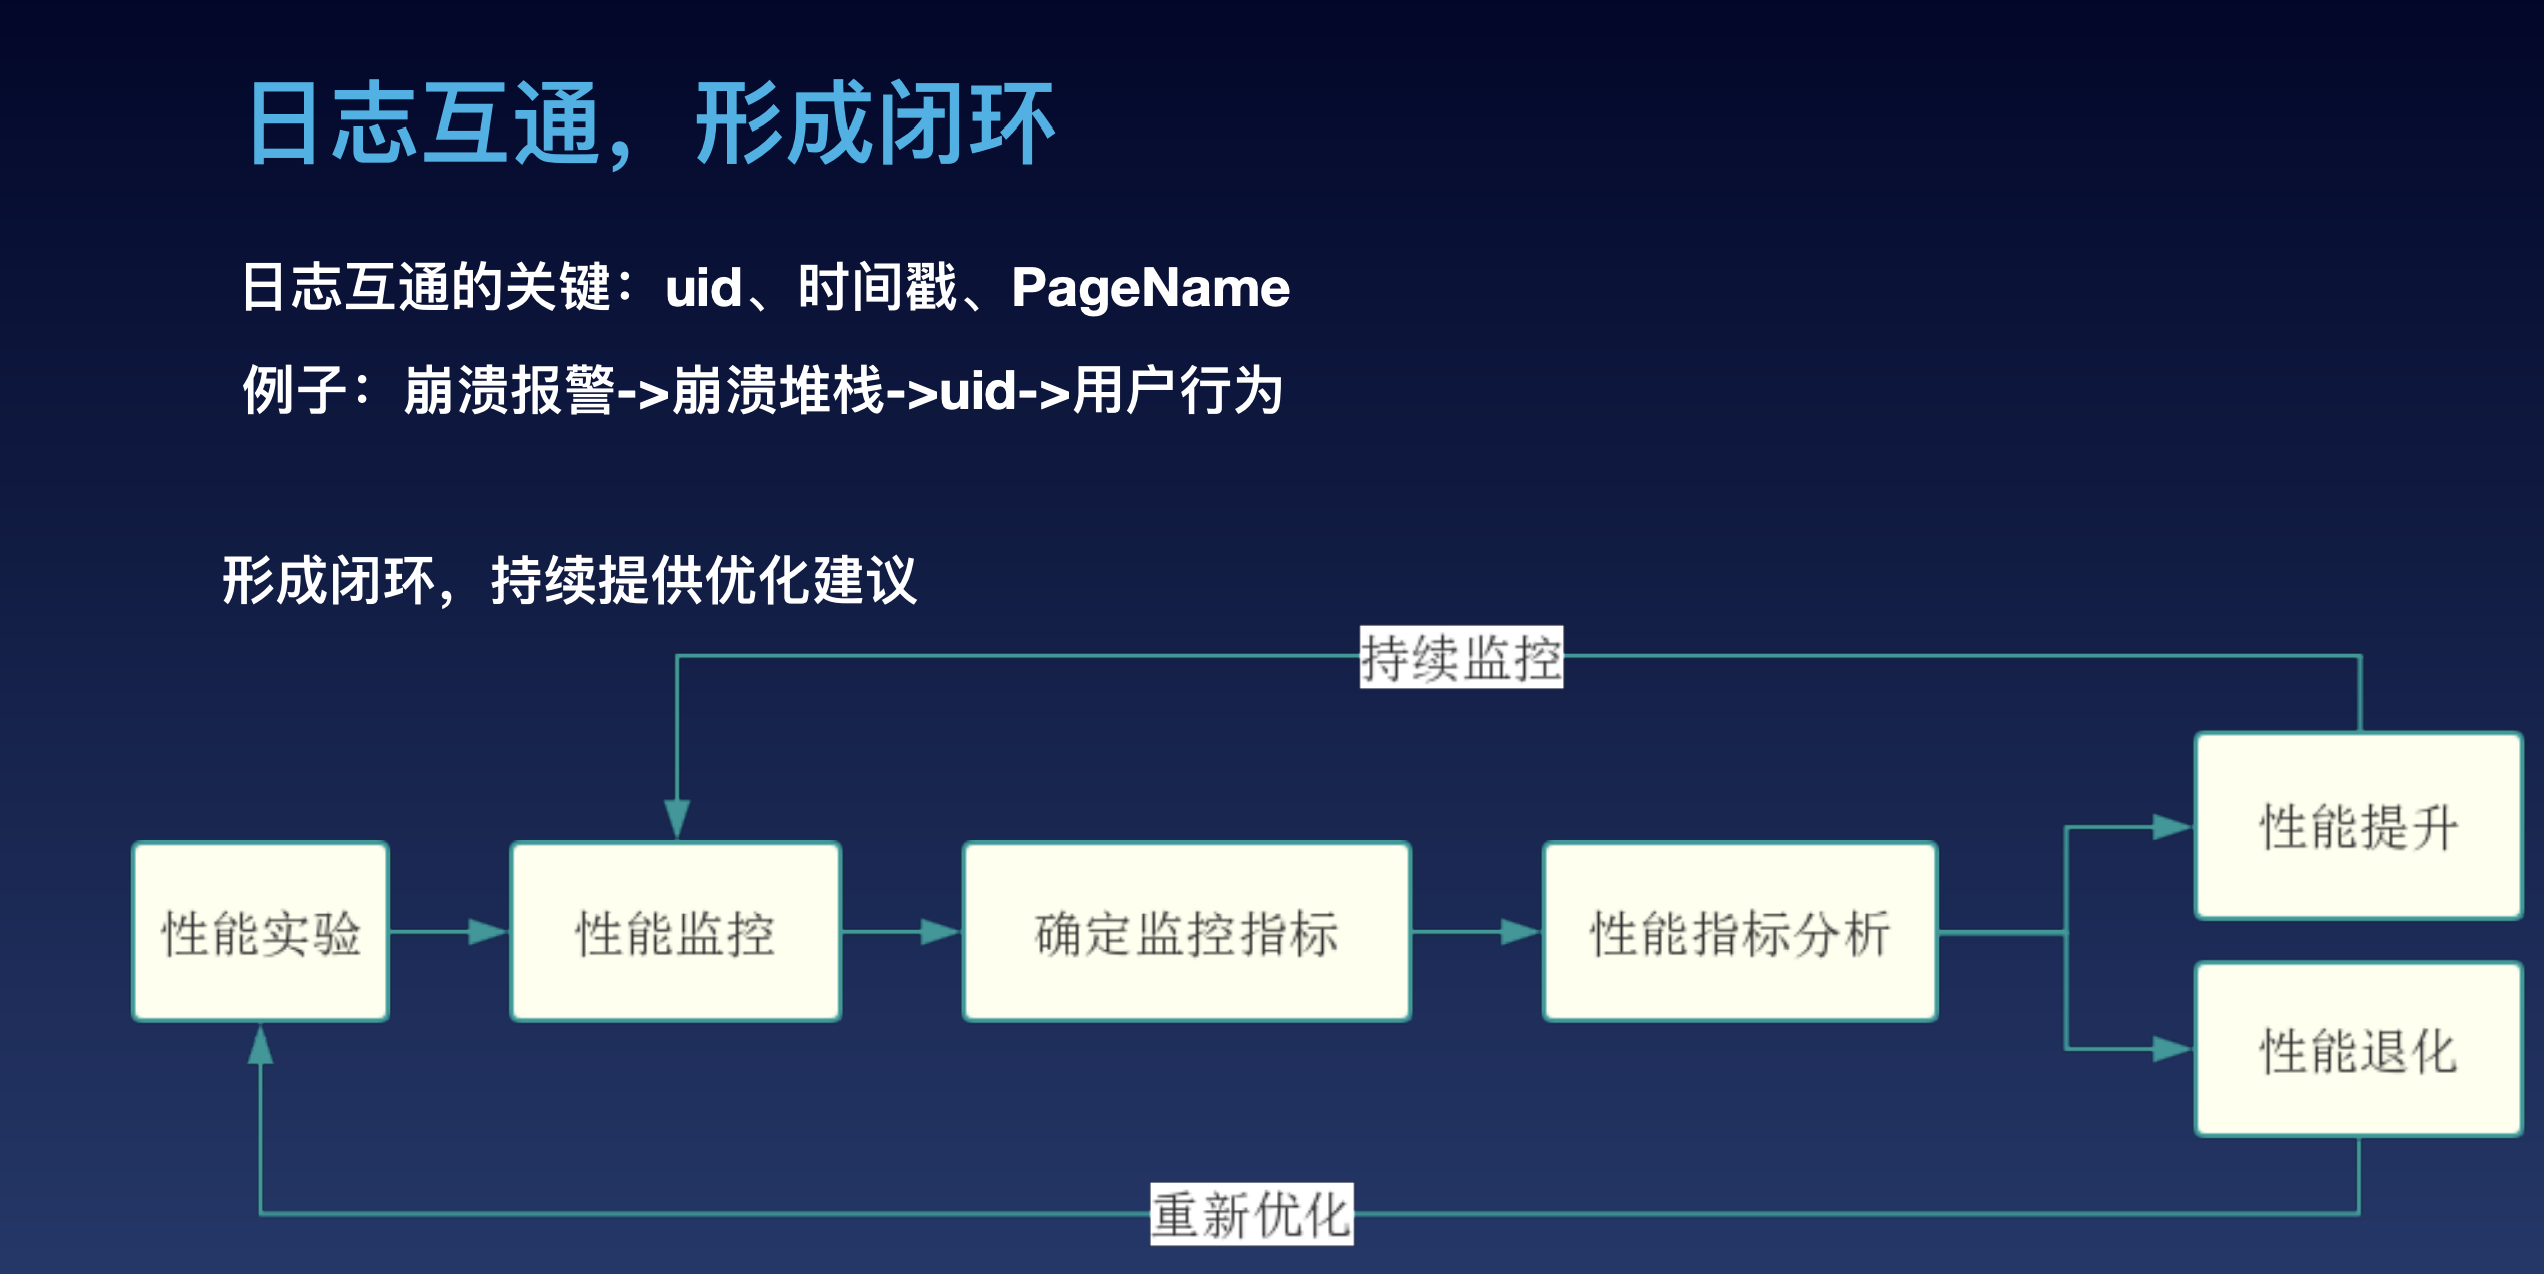 日志互通，形成闭环
日志互通的关键：uid、时间戳、PageName
例子：崩溃报警->崩溃堆栈->uid->用户行为
形成闭环，持续提供优化建议
持续监控
性能提升
性能实验
性能监控
确定监控指标
性能指标分析
性能退化
重新优化